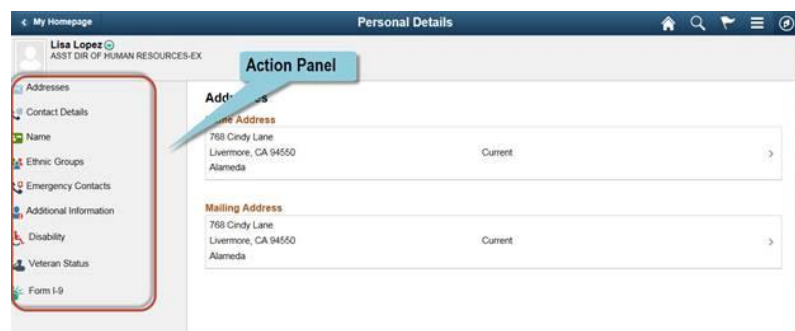 My Homepage
Personal Details
Lisa Lopez
ASST DIR OF HUMAN RESOURCES-EX
Action Panel
Addresses
Contact Details
Name
Ethnic Groups
Emergency Contacts
Additional Information
Disability
Veteran Status
Form I-9
Address
768 Cindy Lane
Livermore, CA 94550
Alameda
Current
Mailing Address
768 Cindy Lane
Livermore, CA 94550
Alameda
Current